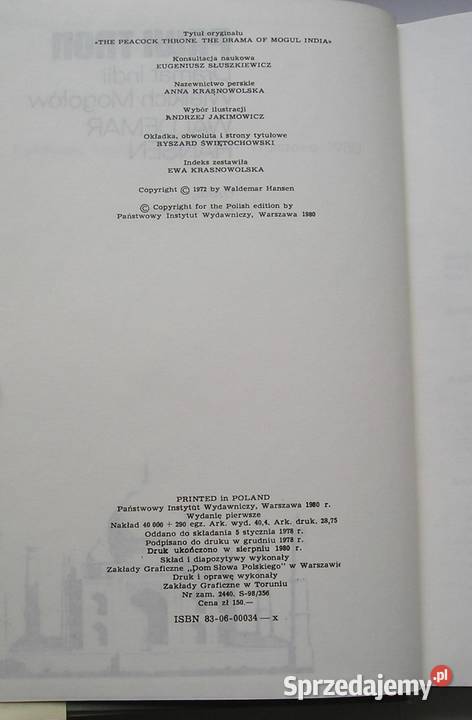 Tytuł oryginału
«THE PEACOCK THRONE. THE DRAMA OF MOGUL INDIA»
Konsultacja naukowa
EUGENIUSZ SŁUSZKIEWICZ
Nazewnictwo perskie
ANNA KRASNOWOLSKA
Wybór ilustracji
ANDRZEJ JAKIMOWICZ
Okładka, obwoluta i strony tytułowe
RYSZARD ŚWIĘTOCHOWSKI
Indeks zestawiła
EWA KRASNOWOLSKA
Copyright © 1972 by Waldemar Hansen
© Copyright for the Polish edition by
Państwowy Instytut Wydawniczy, Warszawa 1980
PRINTED in POLAND
Państwowy Instytut Wydawniczy, Warszawa 1980 r.
Wydanie pierwsze
Nakład 40 000 + 290 egz. Ark. wyd. 40,4. Ark. druk. 28,75
Oddano do składania 5 stycznia 1978 r.
Podpisano do druku w grudniu 1978 r.
Druk ukończono w sierpniu 1980 r.
Skład i diapozytywy wykonały
Zakłady Graficzne „Dom Słowa Polskiego" w Warszawie
Druk i oprawę wykonały
Zakłady Graficzne w Toruniu
Nr zam. 2440. S-98/356
Cena zł 150.—
ISBN 83-06-00034—x
Sprzedajemy.pl